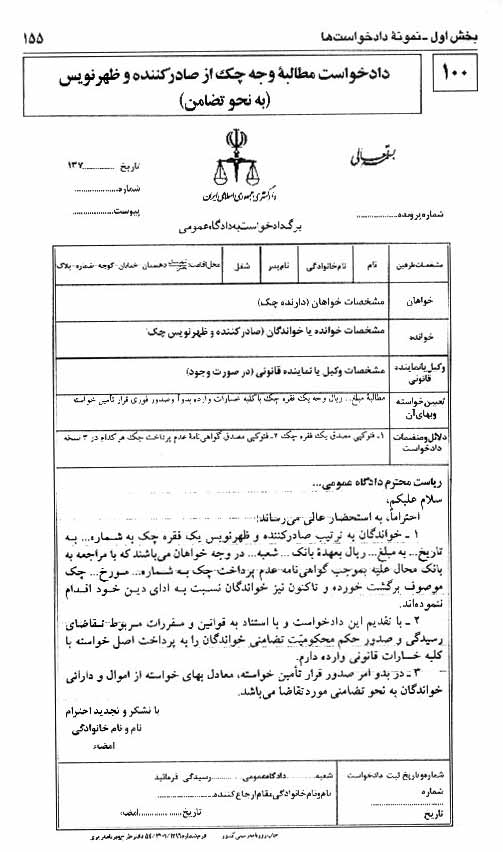 بخش اول ـ نمونهٔ دادخواست‌ها
۱۵۵
۱۰۰
دادخواست مطالبهٔ وجه چک از صادرکننده و ظهرنویس
(به نحو تضامن)
بسمه تعالی
دادگستری جمهوری اسلامی ایران
تاریخ ............ ۱۳۷
شماره....................
پیوست...................
شماره پرونده....................
برگ دادخواست به دادگاه عمومی
مشخصات طرفین
نام
نام خانوادگی
نام پدر
شغل
محل اقامت دهستان خیابان - کوچه - شماره - پلاک
خواهان
مشخصات خواهان (دارنده چک)
خوانده
مشخصات خوانده یا خواندگان (صادرکننده و ظهرنویس چک
وکیل یا نماینده قانونی
مشخصات وکیل یا نماینده قانونی (در صورت وجود)
تعیین خواسته وبهای آن
مطالبهٔ مبلغ... ریال وجه یک فقره چک با کلیه خسارات وارده بدواً وصدور فوری قرار تأمین خواسته
دلائل ومنضمات دادخواست
۱ـ فتوکپی مصدق یک فقره چک ۲ـ فتوکپی مصدق گواهی‌نامهٔ عدم پرداخت چک هر کدام در ۳ نسخه
ریاست محترم دادگاه عمومی...
سلام علیکم،
احتراماً، به استحضار عالی می‌رساند:
۱ ـ خواندگان به ترتیب صادرکننده و ظهرنویس یک فقره چک به شماره... به
تاریخ... به مبلغ... ریال بعهدهٔ بانک ... شعبه... در وجه خواهان می‌باشند که با مراجعه به
بانک محال علیه بموجب گواهی‌نامه عدم پرداخت چک به شماره... مورخ... چک
موصوف برگشت خورده و تاکنون نیز خواندگان نسبت به ادای دین خود اقدام
ننموده‌اند.
۲ ـ با تقدیم این دادخواست و با استناد به قوانین و مقررات مربوط تقاضای
رسیدگی و صدور حکم محکومیت تضامنی خواندگان را به پرداخت اصل خواسته با
کلیه خسارات قانونی وارده دارم.
۳ ـ در بدو امر صدور قرار تأمین خواسته، معادل بهای خواسته از اموال و دارائی
خواندگان به نحو تضامنی مورد تقاضا می‌باشد.
با تشکر و تجدید احترام
نام و نام خانوادگی
امضاء
شماره و تاریخ ثبت دادخواست
شماره
تاریخ
شعبه............ دادگاه عمومی............ رسیدگی فرمائید
نام و نام خانوادگی مقام ارجاع کننده....................
تاریخ.................... امضاء: